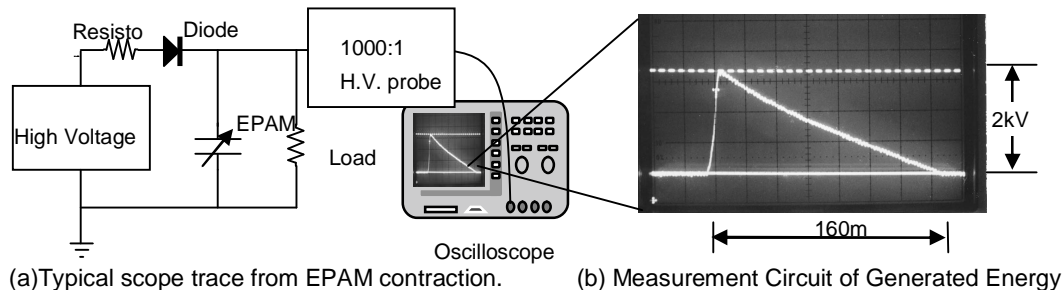 Resisto
Diode
1000:1
H.V. probe
High Voltage
EPAM
Load
Oscilloscope
2kV
160m
(a)Typical scope trace from EPAM contraction.
(b) Measurement Circuit of Generated Energy